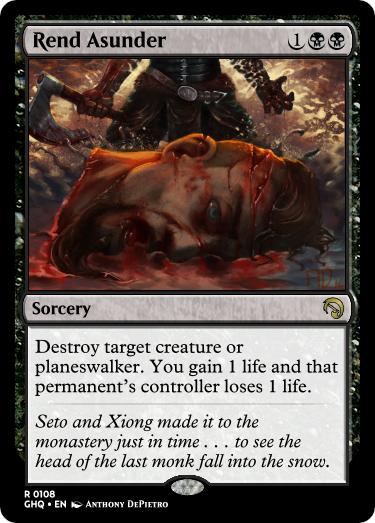 Rend Asunder 1
Sorcery
Destroy target creature or
planeswalker. You gain 1 life and that
permanent's controller loses 1 life.
Seto and Xiong made it to the
monastery just in time . . . to see the
head of the last monk fall into the snow.
R 0108
GHQ • EN Anthony DePietro